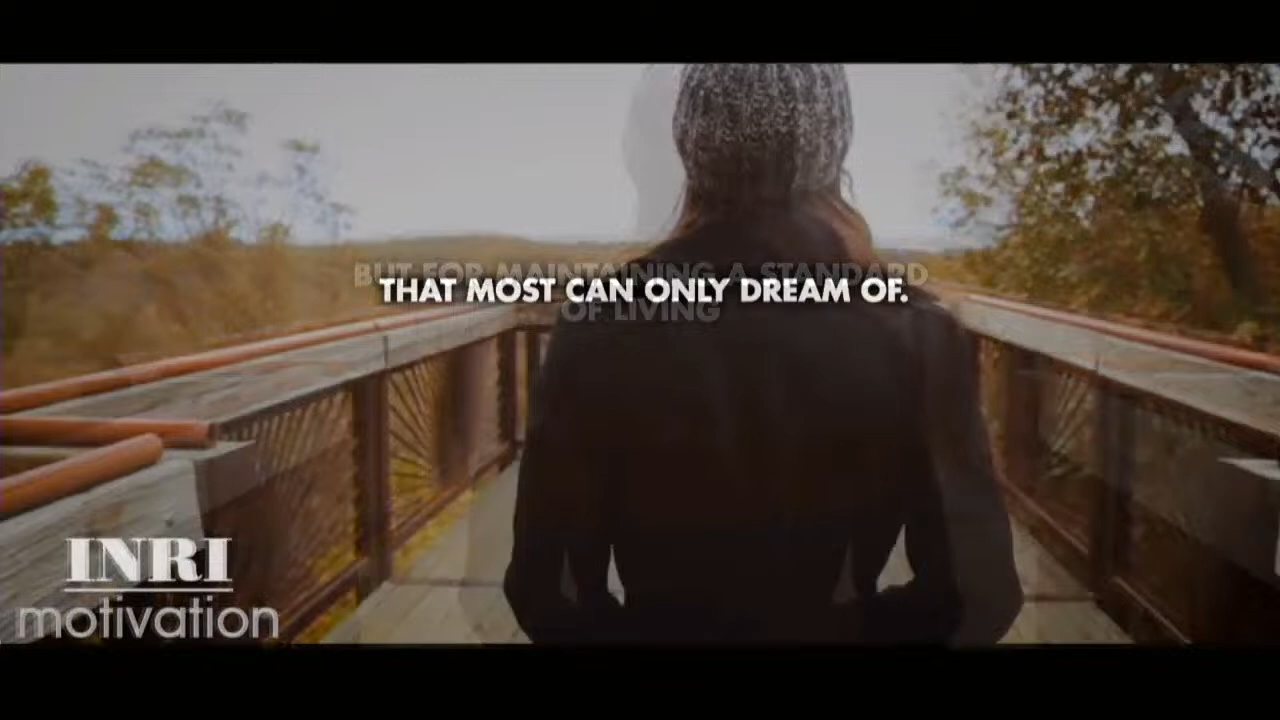 BUT FOR MAINTAINING A STANDARD
THAT MOST CAN ONLY DREAM OF.
OF LIVING
INRI
motivation